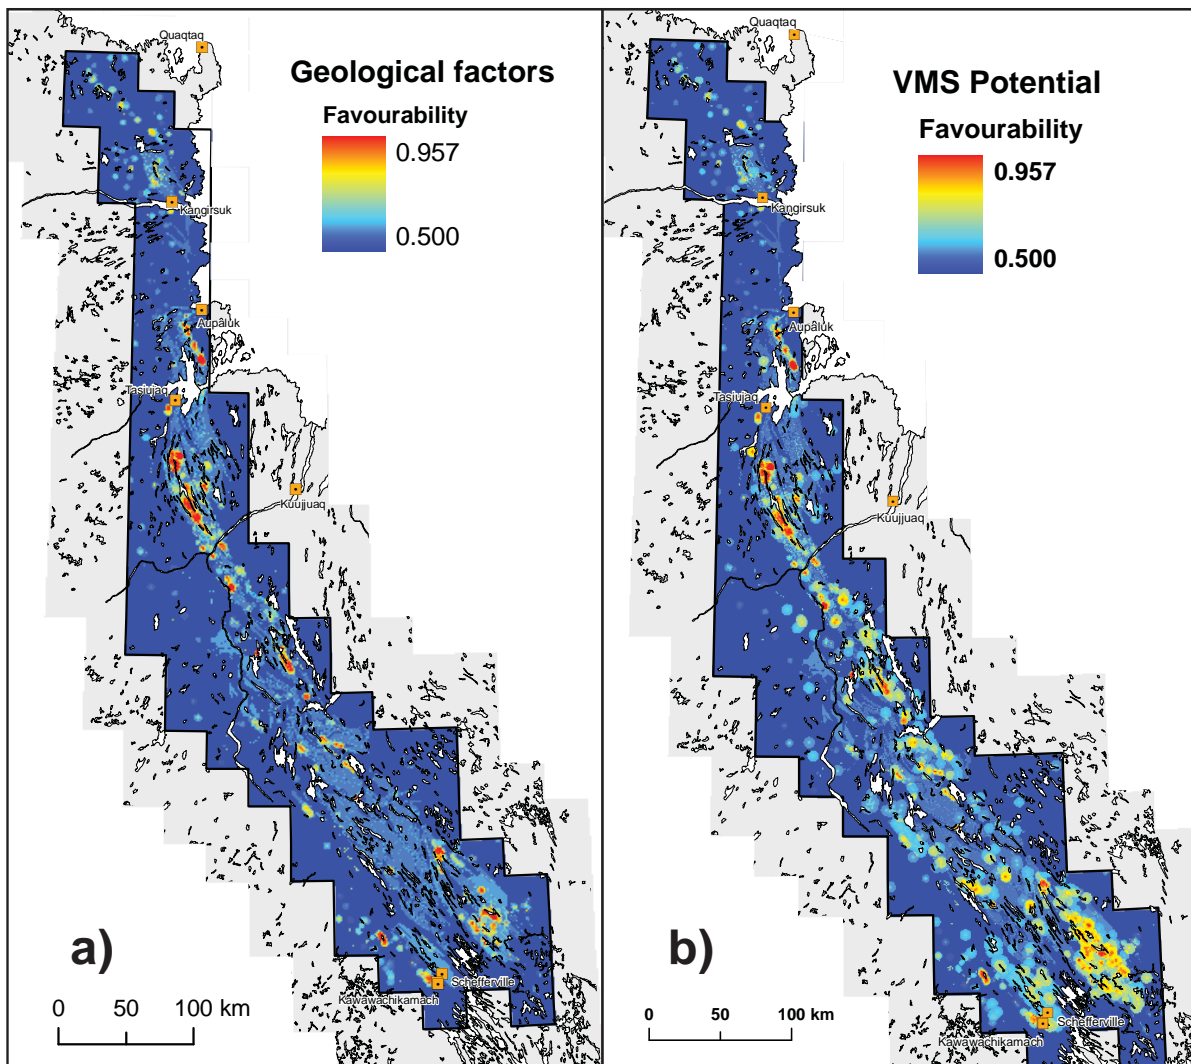 Quaqtaq
Geological factors
Favourability
0.957
0.500
Kangirsuk
Aupaluk
Tasiujaq
Kuujjuaq
a)
Schefferville
Kawawachikamach
0 50 100 km
Quaqtaq
VMS Potential
Favourability
0.957
0.500
Kangirsuk
Aupaluk
Tasiujaq
Kuujjuaq
b)
Schefferville
Kawawachikamach
0 50 100 km